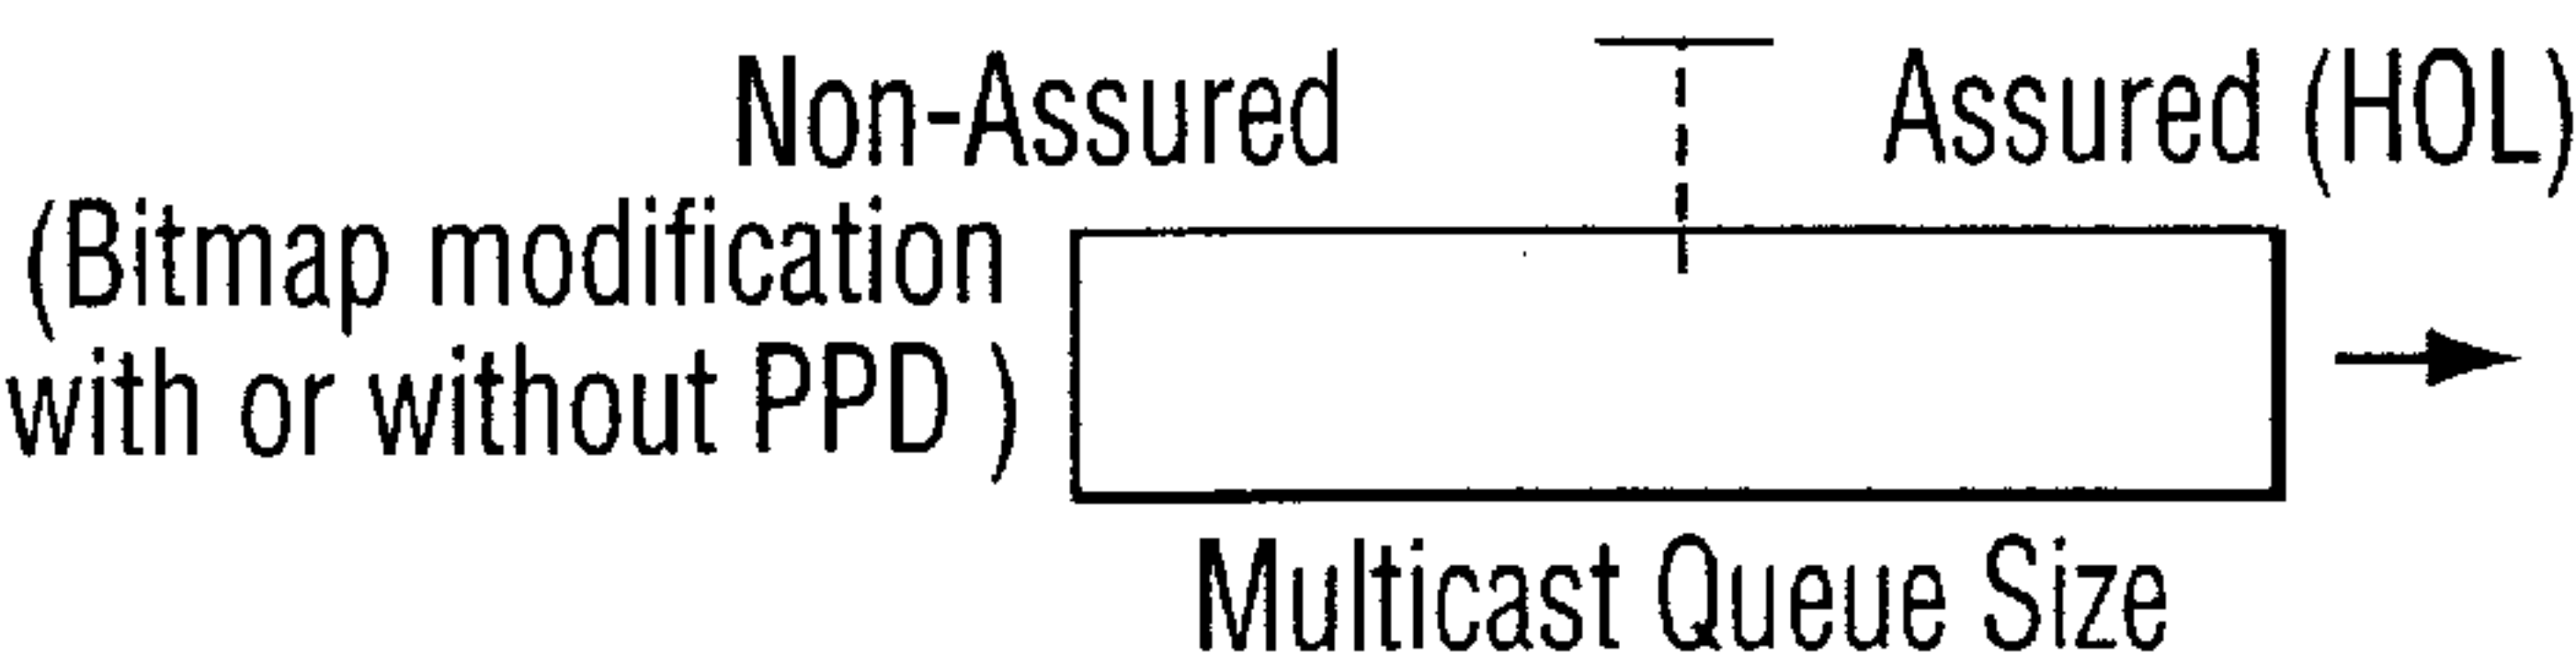 Non-Assured
Assured (HOL)
(Bitmap modification
with or without PPD )
Multicast Queue Size